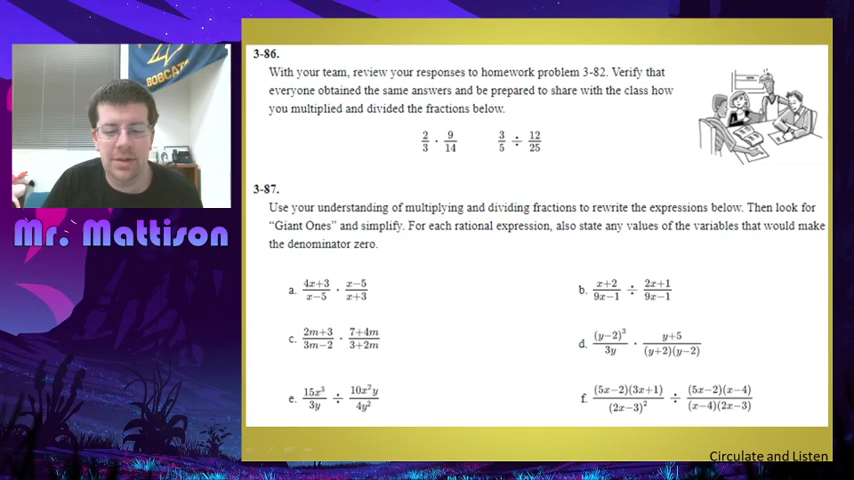 BOBCATS
Mr. Mattison
3-86.
With your team, review your responses to homework problem 3-82. Verify that
everyone obtained the same answers and be prepared to share with the class how
you multiplied and divided the fractions below.
2/3 · 9/14 3/5 ÷ 12/25
3-87.
Use your understanding of multiplying and dividing fractions to rewrite the expressions below. Then look for
“Giant Ones” and simplify. For each rational expression, also state any values of the variables that would make
the denominator zero.
a. (4x+3)/(x−5) · (x−5)/(x+3) b. (x+2)/(9x−1) ÷ (2x+1)/(9x−1)
c. (2m+3)/(3m−2) · (7+4m)/(3+2m) d. (y−2)³/3y · (y+5)/((y+2)(y−2))
e. 15x³/3y ÷ 10x²y/4y² f. (5x−2)(3x+1)/(2x−3)² ÷ (5x−2)(x−4)/(x−4)(2x−3)
Circulate and Listen